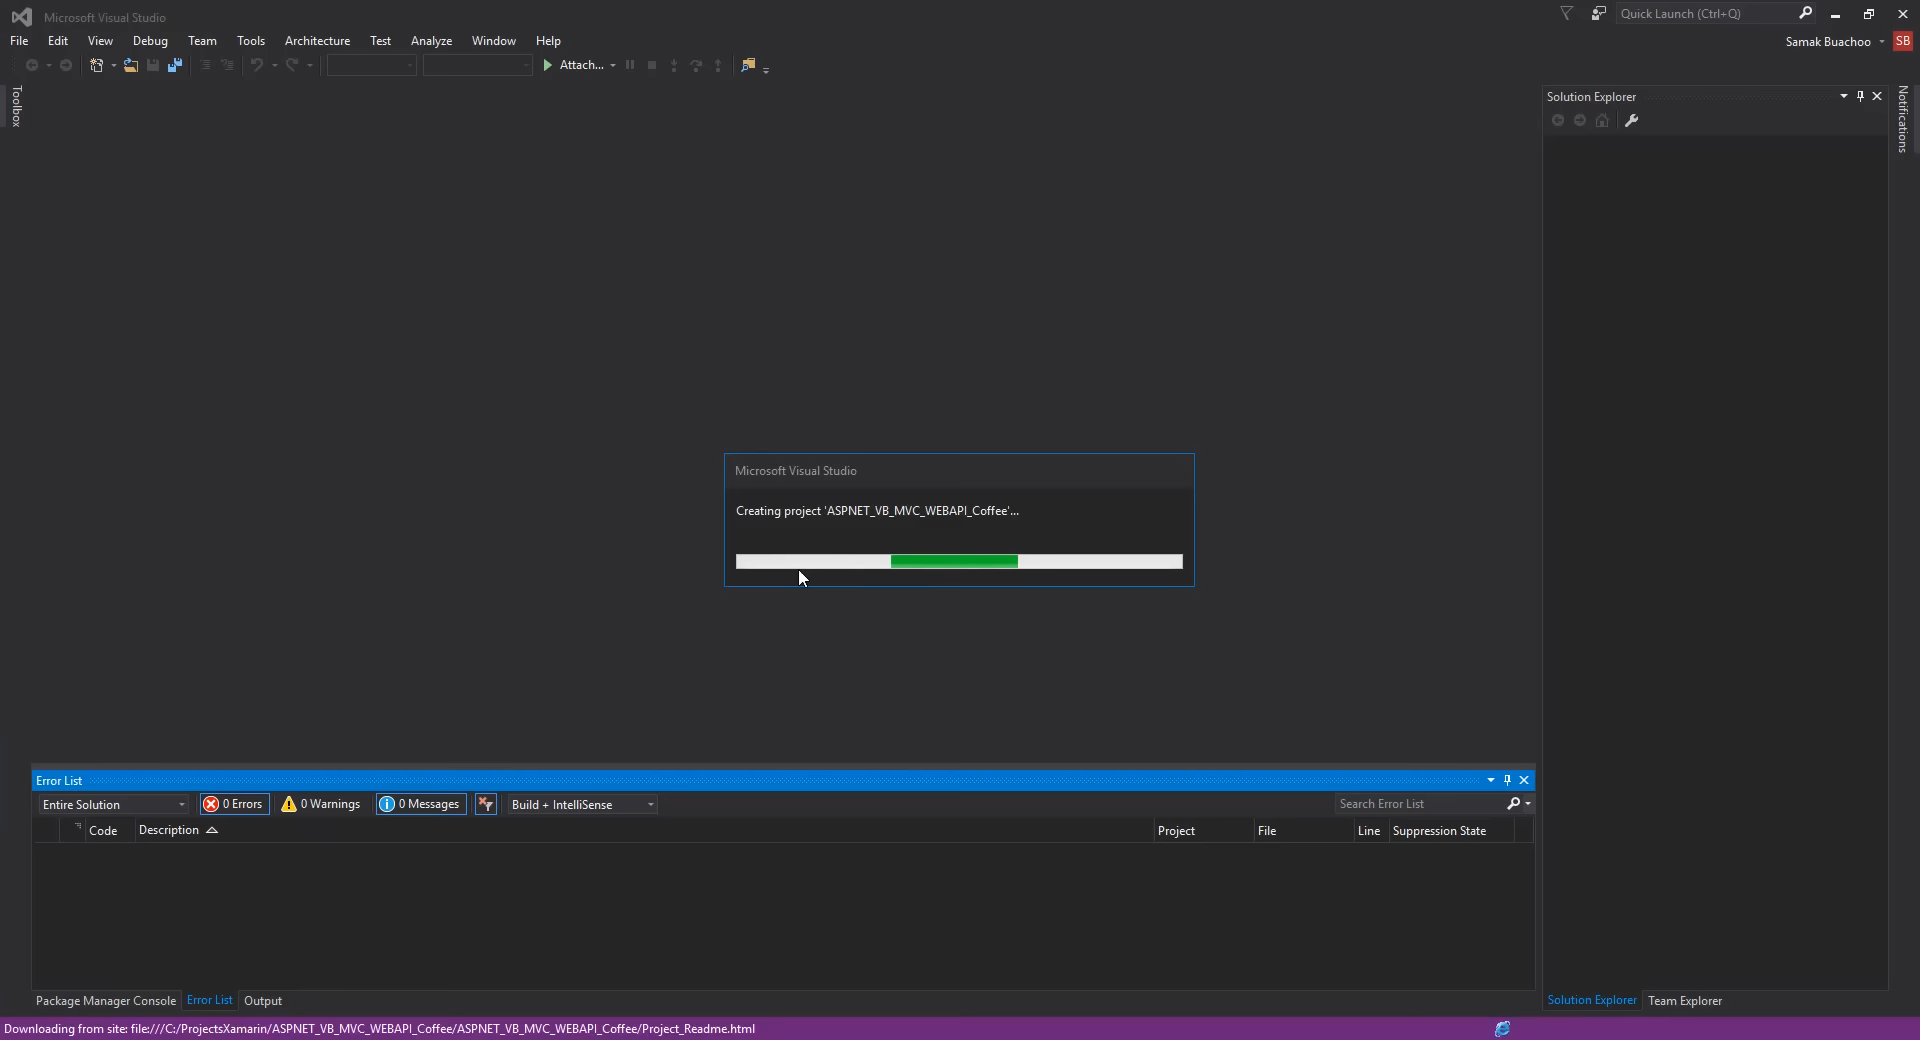 Microsoft Visual Studio
Quick Launch (Ctrl+Q)
File Edit View Debug Team Tools Architecture Test Analyze Window Help
Samak Buachoo SB
Attach...
Toolbox
Solution Explorer
Notifications
Microsoft Visual Studio
Creating project 'ASPNET_VB_MVC_WEBAPI_Coffee'...
Error List
Entire Solution 0 Errors 0 Warnings 0 Messages Build + IntelliSense Search Error List
Code Description Project File Line Suppression State
Package Manager Console Error List Output
Solution Explorer Team Explorer
Downloading from site: file:///C:/ProjectsXamarin/ASPNET_VB_MVC_WEBAPI_Coffee/ASPNET_VB_MVC_WEBAPI_Coffee/Project_Readme.html